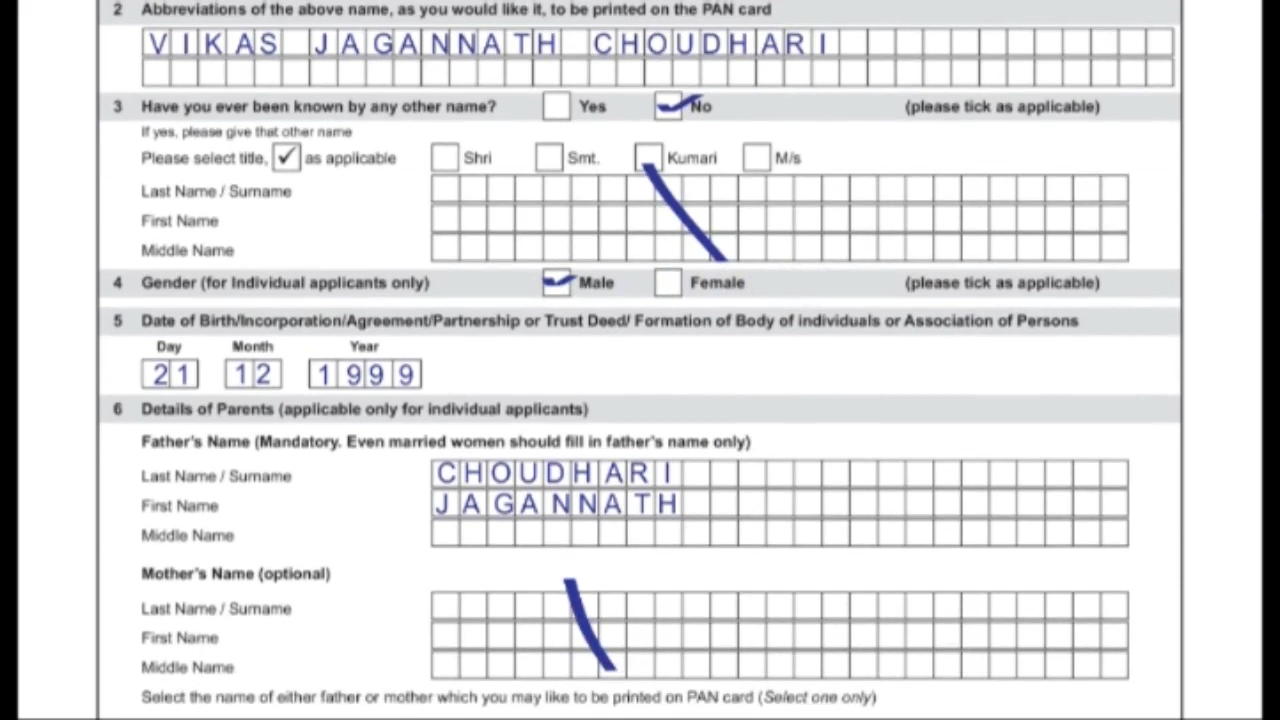 2 Abbreviations of the above name, as you would like it, to be printed on the PAN card
VIKAS JAGANNATH CHOUDHARI
3 Have you ever been known by any other name? Yes No (please tick as applicable)
If yes, please give that other name
Please select title, ✓ as applicable Shri Smt. Kumari M/s
Last Name / Surname
First Name
Middle Name
4 Gender (for Individual applicants only) Male Female (please tick as applicable)
5 Date of Birth/Incorporation/Agreement/Partnership or Trust Deed/ Formation of Body of individuals or Association of Persons
Day Month Year
21 12 1999
6 Details of Parents (applicable only for individual applicants)
Father's Name (Mandatory. Even married women should fill in father's name only)
Last Name / Surname CHOUDHARI
First Name JAGANNATH
Middle Name
Mother's Name (optional)
Last Name / Surname
First Name
Middle Name
Select the name of either father or mother which you may like to be printed on PAN card (Select one only)